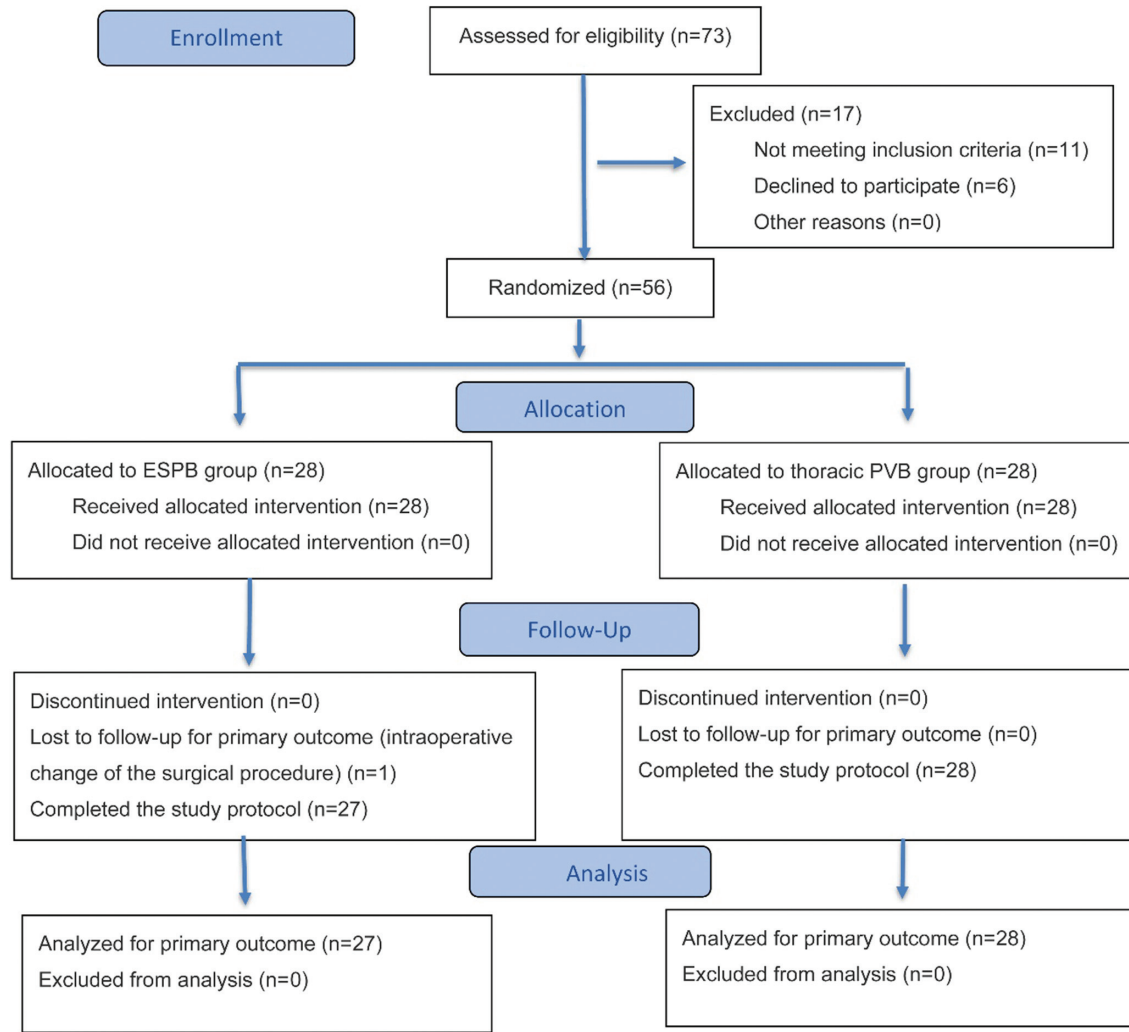 Enrollment
Assessed for eligibility (n=73)
Excluded (n=17)
Not meeting inclusion criteria (n=11)
Declined to participate (n=6)
Other reasons (n=0)
Randomized (n=56)
Allocation
Allocated to ESPB group (n=28)
Received allocated intervention (n=28)
Did not receive allocated intervention (n=0)
Allocated to thoracic PVB group (n=28)
Received allocated intervention (n=28)
Did not receive allocated intervention (n=0)
Follow-Up
Discontinued intervention (n=0)
Lost to follow-up for primary outcome (intraoperative
change of the surgical procedure) (n=1)
Completed the study protocol (n=27)
Discontinued intervention (n=0)
Lost to follow-up for primary outcome (n=0)
Completed the study protocol (n=28)
Analysis
Analyzed for primary outcome (n=27)
Excluded from analysis (n=0)
Analyzed for primary outcome (n=28)
Excluded from analysis (n=0)